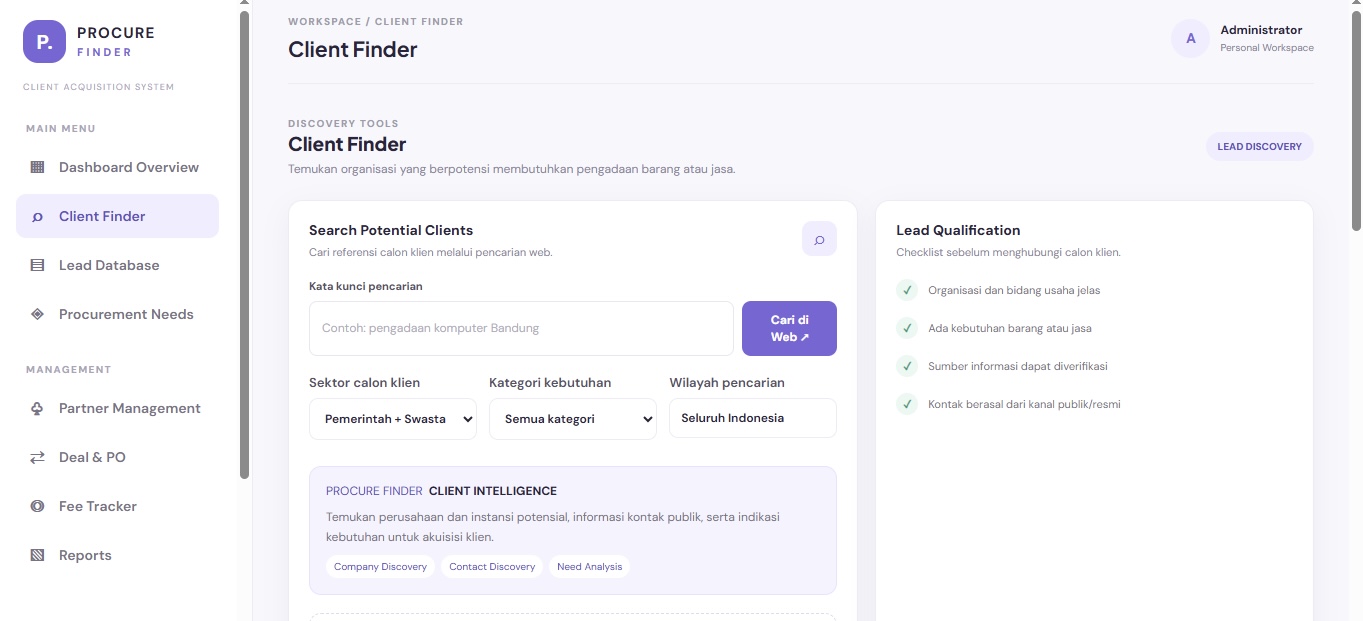 P.
PROCURE
FINDER
CLIENT ACQUISITION SYSTEM
MAIN MENU
Dashboard Overview
Client Finder
Lead Database
Procurement Needs
MANAGEMENT
Partner Management
Deal & PO
Fee Tracker
Reports
WORKSPACE / CLIENT FINDER
Client Finder
A
Administrator
Personal Workspace
DISCOVERY TOOLS
Client Finder
Temukan organisasi yang berpotensi membutuhkan pengadaan barang atau jasa.
LEAD DISCOVERY
Search Potential Clients
Cari referensi calon klien melalui pencarian web.
Kata kunci pencarian
Contoh: pengadaan komputer Bandung
Cari di
Web ↗
Sektor calon klien
Kategori kebutuhan
Wilayah pencarian
Pemerintah + Swasta
Semua kategori
Seluruh Indonesia
PROCURE FINDER CLIENT INTELLIGENCE
Temukan perusahaan dan instansi potensial, informasi kontak publik, serta indikasi
kebutuhan untuk akuisisi klien.
Company Discovery
Contact Discovery
Need Analysis
Lead Qualification
Checklist sebelum menghubungi calon klien.
✓ Organisasi dan bidang usaha jelas
✓ Ada kebutuhan barang atau jasa
✓ Sumber informasi dapat diverifikasi
✓ Kontak berasal dari kanal publik/resmi